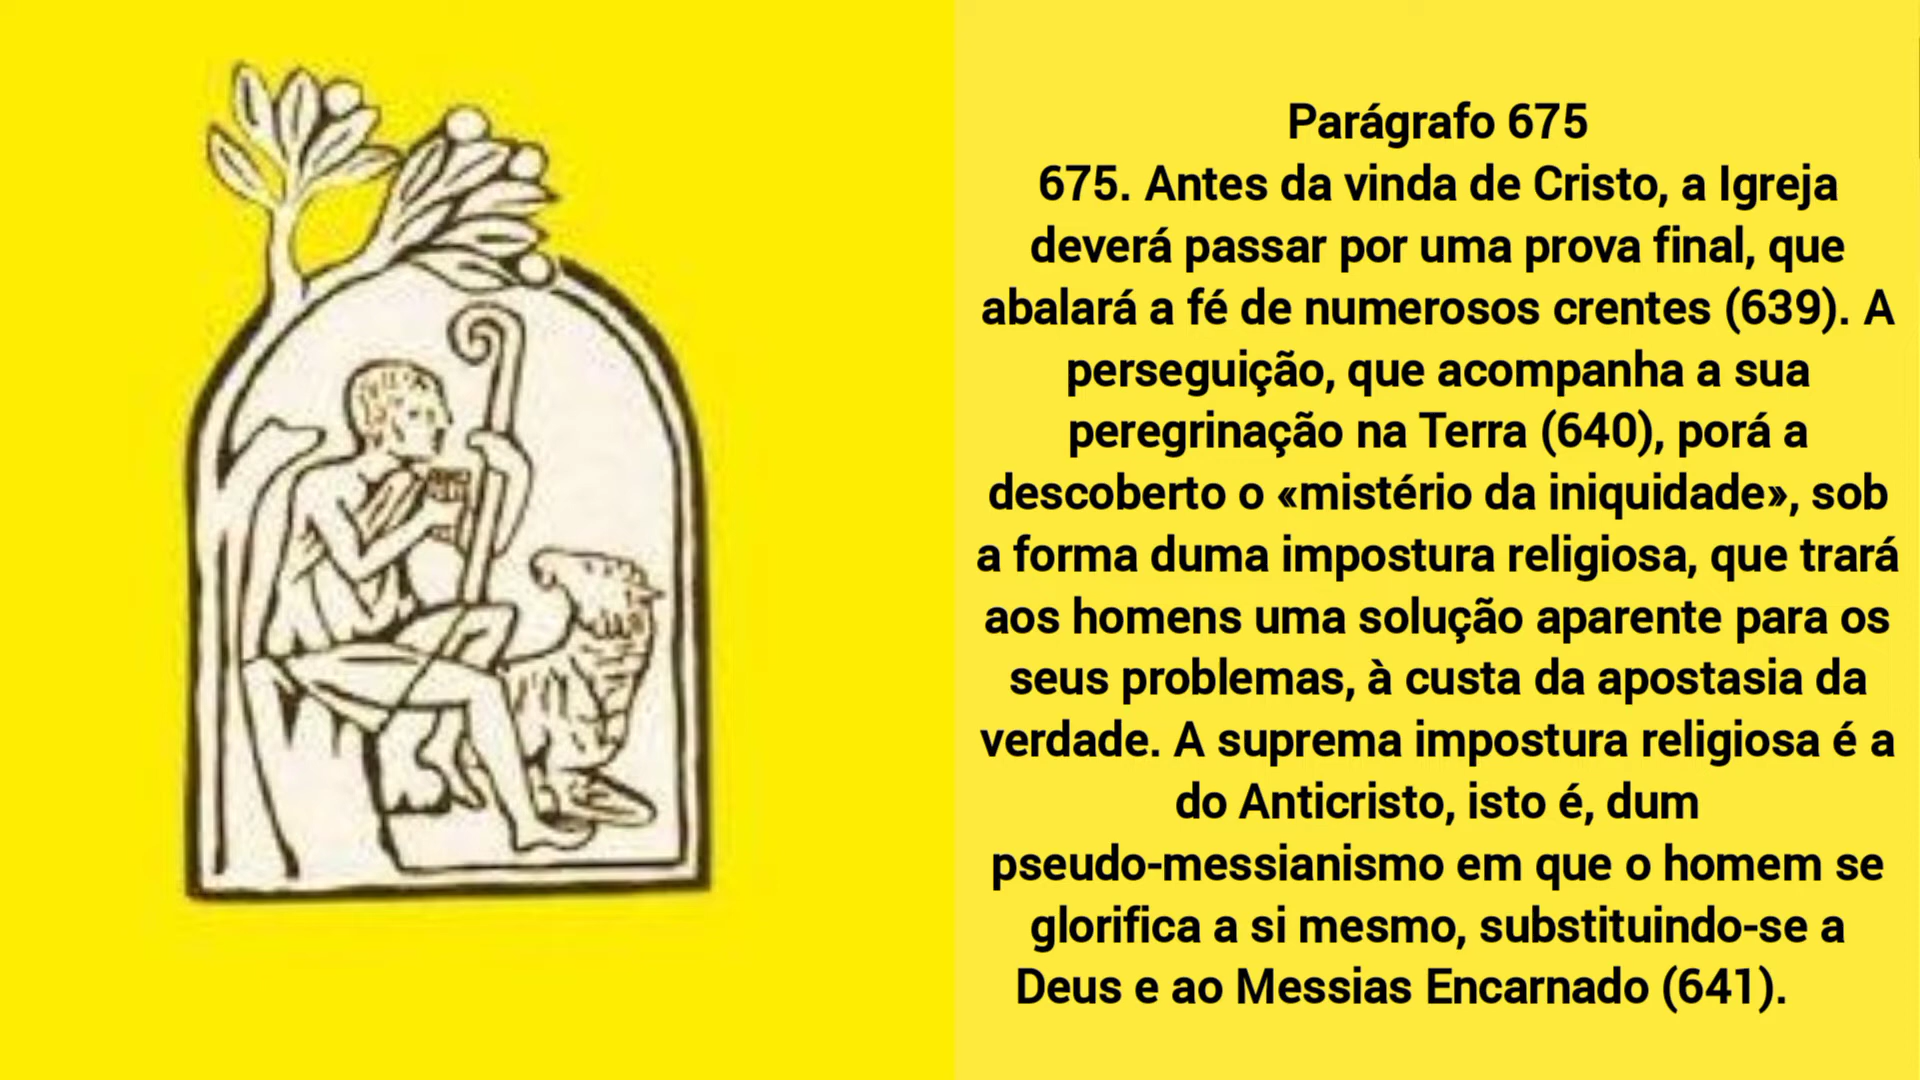 Parágrafo 675
675. Antes da vinda de Cristo, a Igreja
deverá passar por uma prova final, que
abalará a fé de numerosos crentes (639). A
perseguição, que acompanha a sua
peregrinação na Terra (640), porá a
descoberto o «mistério da iniquidade», sob
a forma duma impostura religiosa, que trará
aos homens uma solução aparente para os
seus problemas, à custa da apostasia da
verdade. A suprema impostura religiosa é a
do Anticristo, isto é, dum
pseudo-messianismo em que o homem se
glorifica a si mesmo, substituindo-se a
Deus e ao Messias Encarnado (641).